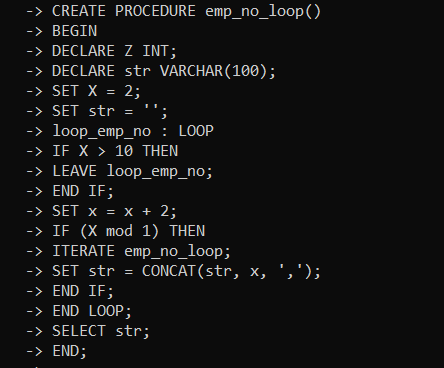 -> CREATE PROCEDURE emp_no_loop()
-> BEGIN
-> DECLARE Z INT;
-> DECLARE str VARCHAR(100);
-> SET X = 2;
-> SET str = '';
-> loop_emp_no : LOOP
-> IF X > 10 THEN
-> LEAVE loop_emp_no;
-> END IF;
-> SET x = x + 2;
-> IF (X mod 1) THEN
-> ITERATE emp_no_loop;
-> SET str = CONCAT(str, x, ',');
-> END IF;
-> END LOOP;
-> SELECT str;
-> END;